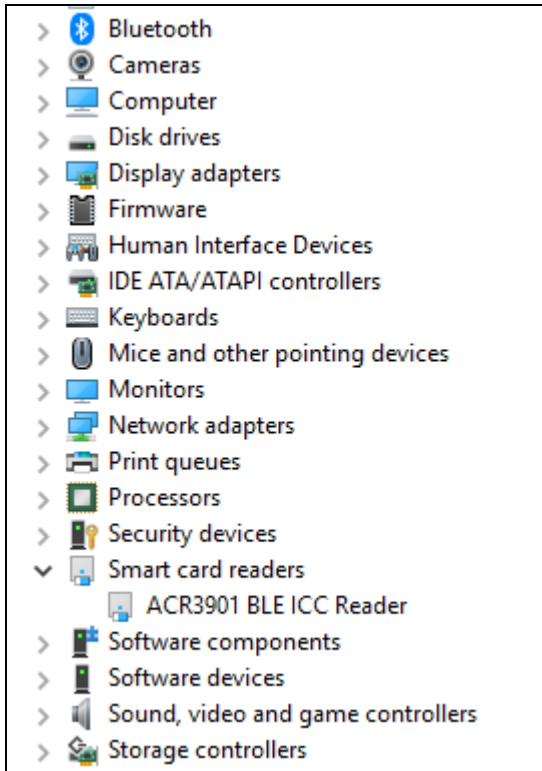 Bluetooth
Cameras
Computer
Disk drives
Display adapters
Firmware
Human Interface Devices
IDE ATA/ATAPI controllers
Keyboards
Mice and other pointing devices
Monitors
Network adapters
Print queues
Processors
Security devices
Smart card readers
ACR3901 BLE ICC Reader
Software components
Software devices
Sound, video and game controllers
Storage controllers